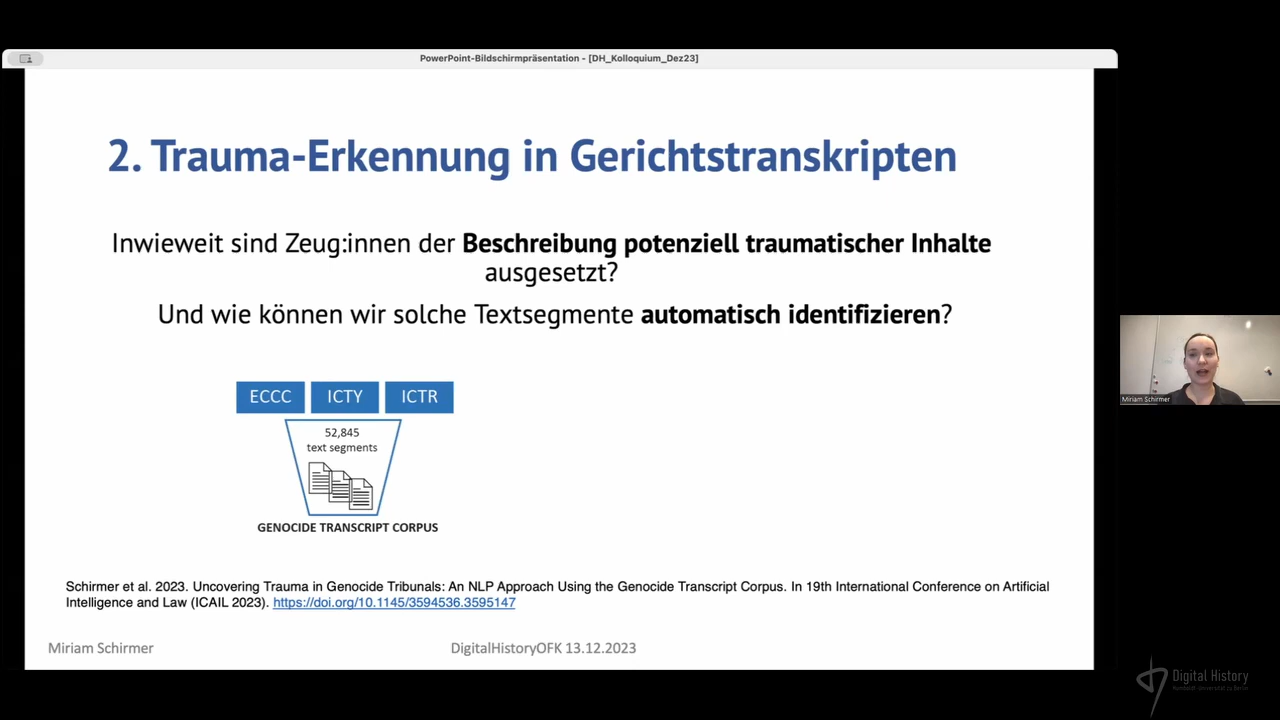 PowerPoint-Bildschirmpräsentation - [DH_Kolloquium_Dez23]
2. Trauma-Erkennung in Gerichtstranskripten
Inwieweit sind Zeug:innen der Beschreibung potenziell traumatischer Inhalte
ausgesetzt?
Und wie können wir solche Textsegmente automatisch identifizieren?
ECCC ICTY ICTR
52,845
text segments
GENOCIDE TRANSCRIPT CORPUS
Schirmer et al. 2023. Uncovering Trauma in Genocide Tribunals: An NLP Approach Using the Genocide Transcript Corpus. In 19th International Conference on Artificial
Intelligence and Law (ICAIL 2023). https://doi.org/10.1145/3594536.3595147
Miriam Schirmer DigitalHistoryOFK 13.12.2023
Miriam Schirmer
Digital History
Humboldt-Universität zu Berlin